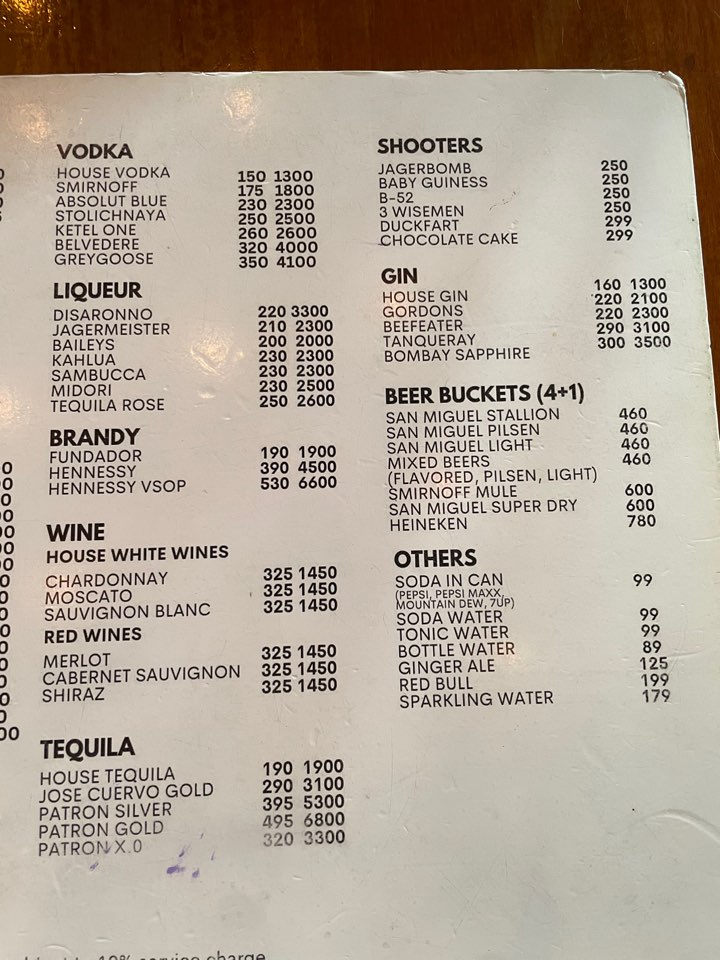 VODKA
HOUSE VODKA 150 1300
SMIRNOFF 175 1800
ABSOLUT BLUE 230 2300
STOLICHNAYA 250 2500
KETEL ONE 260 2600
BELVEDERE 320 4000
GREYGOOSE 350 4100
LIQUEUR
DISARONNO 220 3300
JAGERMEISTER 210 2300
BAILEYS 200 2000
KAHLUA 230 2300
SAMBUCCA 230 2300
MIDORI 230 2500
TEQUILA ROSE 250 2600
BRANDY
FUNDADOR 190 1900
HENNESSY 390 4500
HENNESSY VSOP 530 6600
WINE
HOUSE WHITE WINES
CHARDONNAY 325 1450
MOSCATO 325 1450
SAUVIGNON BLANC 325 1450
RED WINES
MERLOT 325 1450
CABERNET SAUVIGNON 325 1450
SHIRAZ 325 1450
TEQUILA
HOUSE TEQUILA 190 1900
JOSE CUERVO GOLD 290 3100
PATRON SILVER 395 5300
PATRON GOLD 495 6800
PATRON X.O 320 3300
SHOOTERS
JAGERBOMB 250
BABY GUINESS 250
B-52 250
3 WISEMEN 250
DUCKFART 299
CHOCOLATE CAKE 299
GIN
HOUSE GIN 160 1300
GORDONS 220 2100
BEEFEATER 220 2300
TANQUERAY 290 3100
BOMBAY SAPPHIRE 300 3500
BEER BUCKETS (4+1)
SAN MIGUEL STALLION 460
SAN MIGUEL PILSEN 460
SAN MIGUEL LIGHT 460
MIXED BEERS 460
(FLAVORED, PILSEN, LIGHT)
SMIRNOFF MULE 600
SAN MIGUEL SUPER DRY 600
HEINEKEN 780
OTHERS
SODA IN CAN 99
(PEPSI, PEPSI MAXX,
MOUNTAIN DEW, 7UP)
SODA WATER 99
TONIC WATER 99
BOTTLE WATER 89
GINGER ALE 125
RED BULL 199
SPARKLING WATER 179
10% service charge